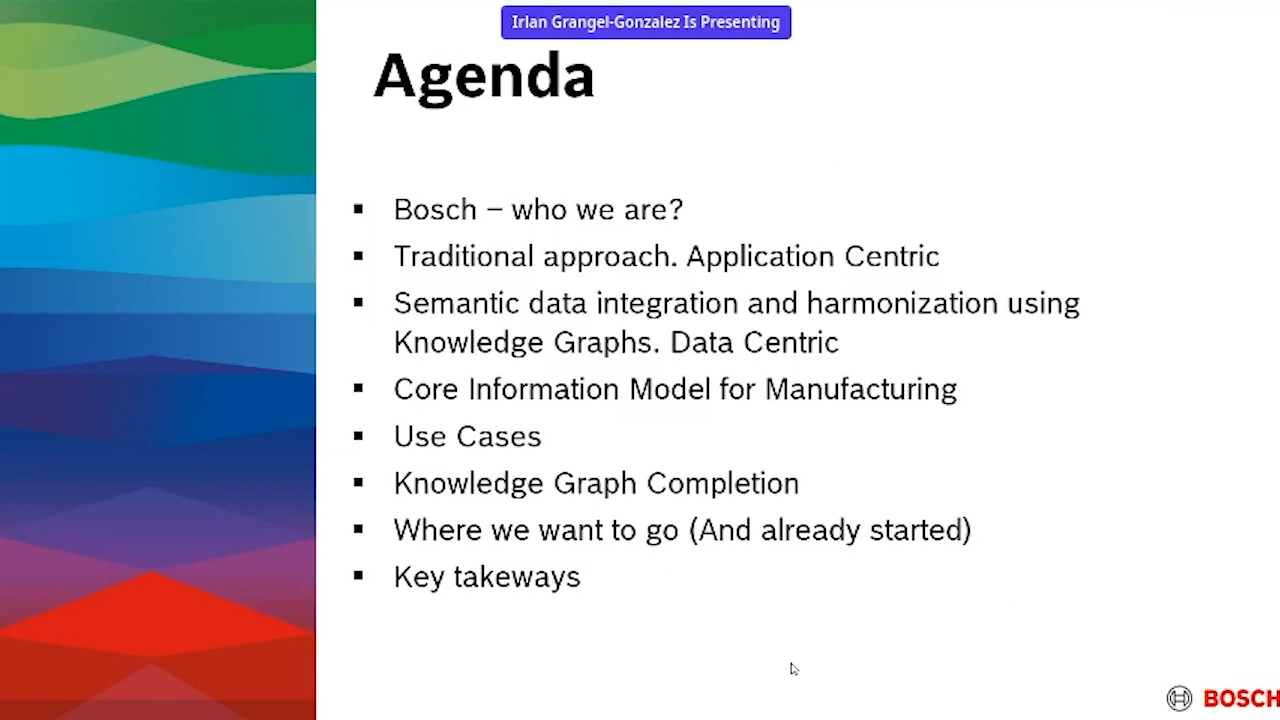 Irlan Grangel-Gonzalez Is Presenting
Agenda
▪ Bosch – who we are?
▪ Traditional approach. Application Centric
▪ Semantic data integration and harmonization using
Knowledge Graphs. Data Centric
▪ Core Information Model for Manufacturing
▪ Use Cases
▪ Knowledge Graph Completion
▪ Where we want to go (And already started)
▪ Key takeways
BOSCH